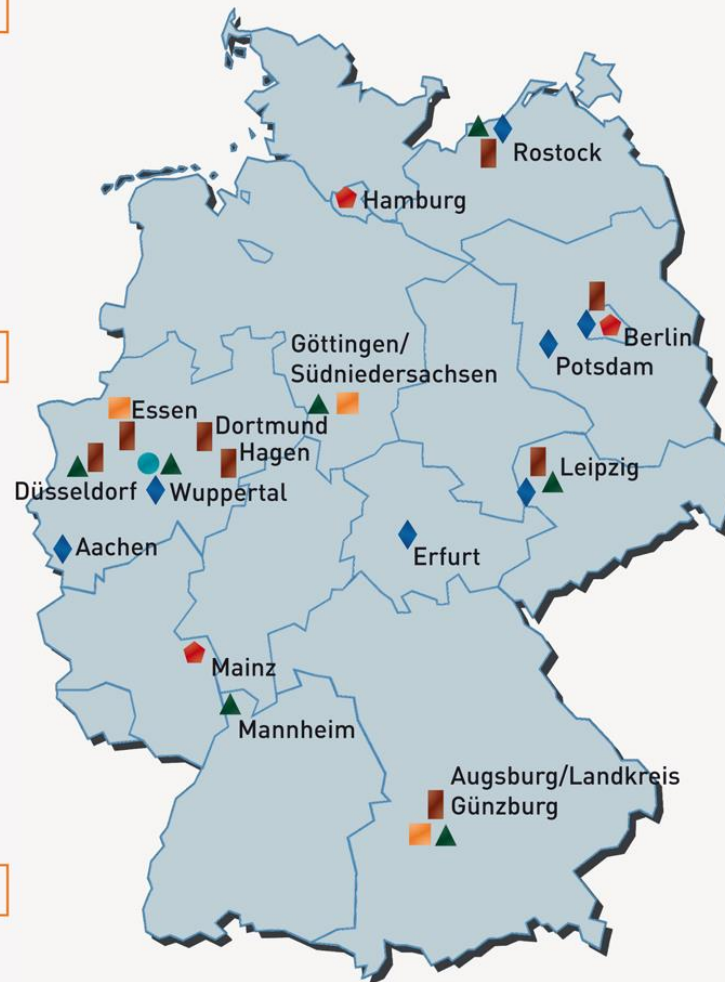 Rostock
Hamburg
Berlin
Potsdam
Göttingen/
Südniedersachsen
Essen
Dortmund
Hagen
Düsseldorf
Wuppertal
Leipzig
Aachen
Erfurt
Mainz
Mannheim
Augsburg/Landkreis
Günzburg